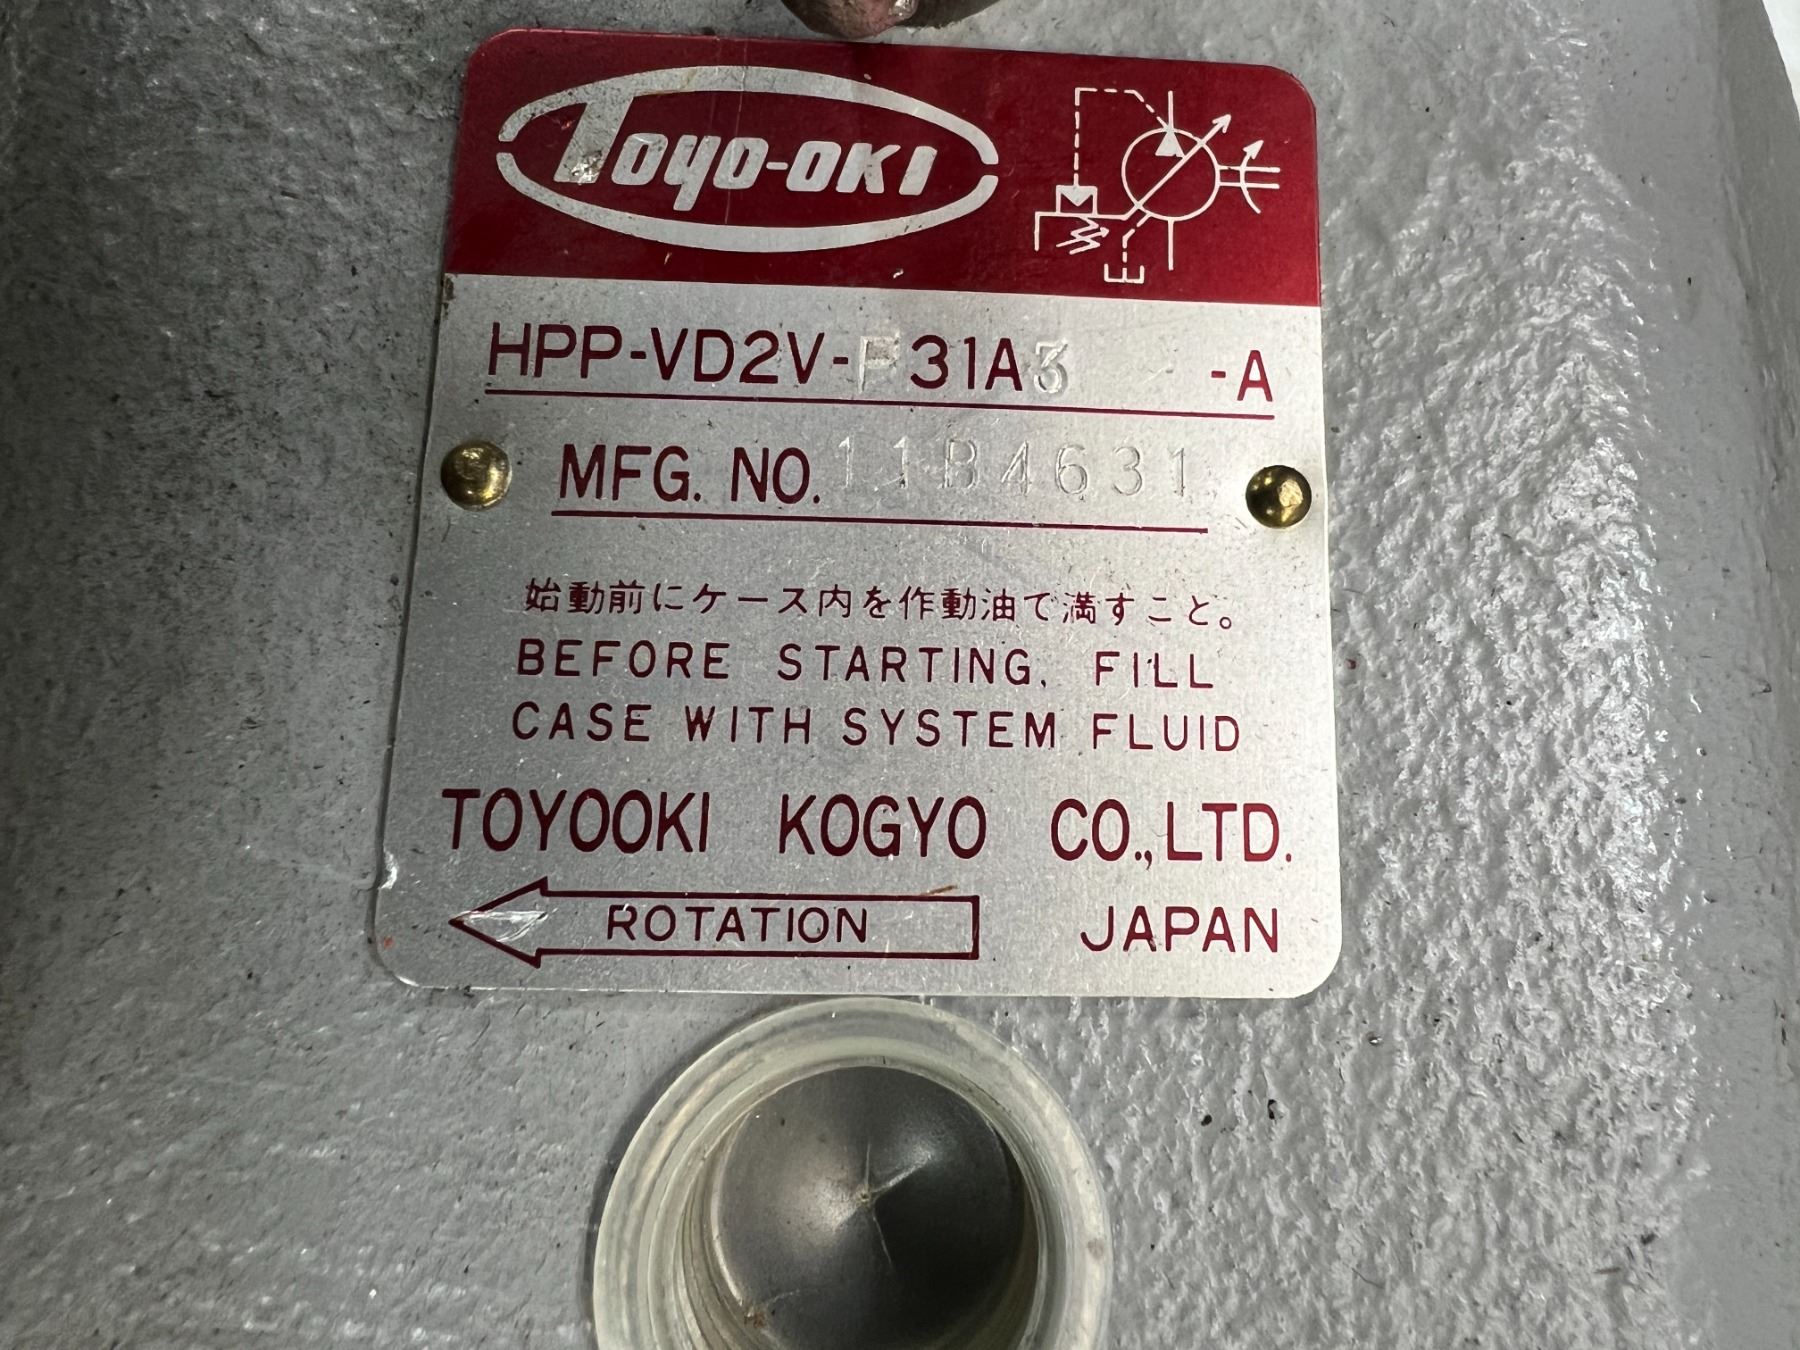 TOYO-OKI
HPP-VD2V-F31A3 -A
MFG. NO. 11B4631
始動前にケース内を作動油で満すこと。
BEFORE STARTING, FILL
CASE WITH SYSTEM FLUID
TOYOOKI KOGYO CO., LTD.
ROTATION JAPAN